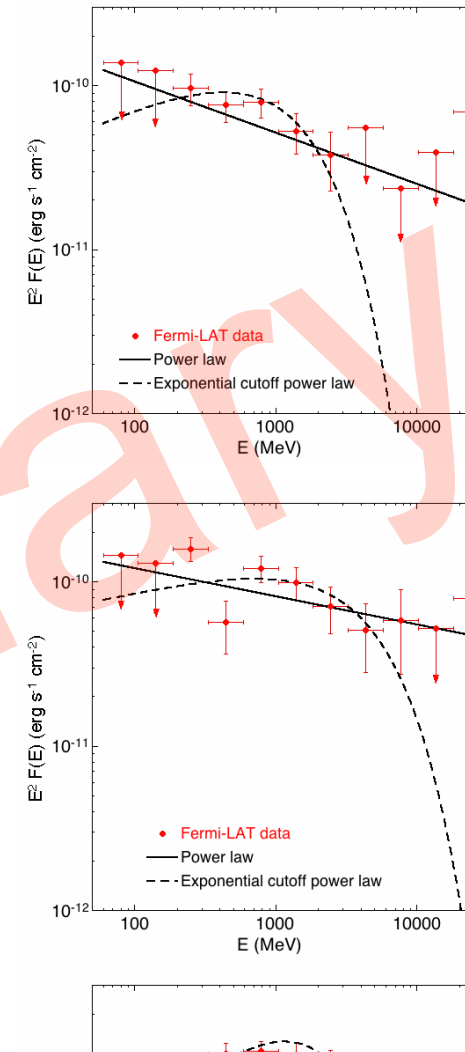 10⁻¹⁰
10⁻¹¹
10⁻¹²
E² F(E) (erg s⁻¹ cm⁻²)
Fermi-LAT data
Power law
Exponential cutoff power law
100 1000 10000
E (MeV)
10⁻¹⁰
10⁻¹¹
10⁻¹²
E² F(E) (erg s⁻¹ cm⁻²)
Fermi-LAT data
Power law
Exponential cutoff power law
100 1000 10000
E (MeV)
ary